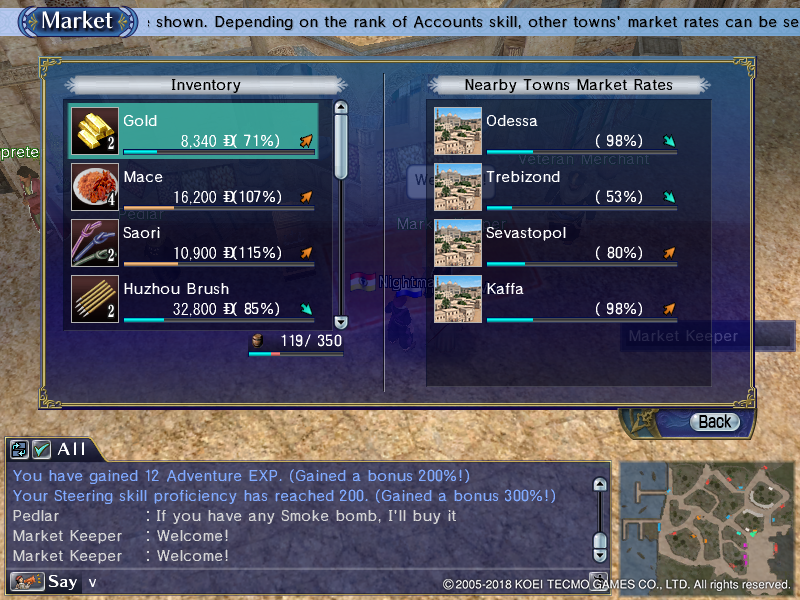 Market
shown. Depending on the rank of Accounts skill, other towns' market rates can be se
Inventory
Gold
2
8,340 D( 71%)
Mace
4
16,200 D(107%)
Saori
2
10,900 D(115%)
Huzhou Brush
2
32,800 D( 85%)
119/ 350
Nearby Towns Market Rates
Odessa
( 98%)
Trebizond
( 53%)
Sevastopol
( 80%)
Kaffa
( 98%)
prete
Veteran Merchant
Pedlar
Nightma
Market Keeper
Back
All
You have gained 12 Adventure EXP. (Gained a bonus 200%!)
Your Steering skill proficiency has reached 200. (Gained a bonus 300%!)
Pedlar : If you have any Smoke bomb, I'll buy it
Market Keeper : Welcome!
Market Keeper : Welcome!
Say v
©2005-2018 KOEI TECMO GAMES CO., LTD. All rights reserved.